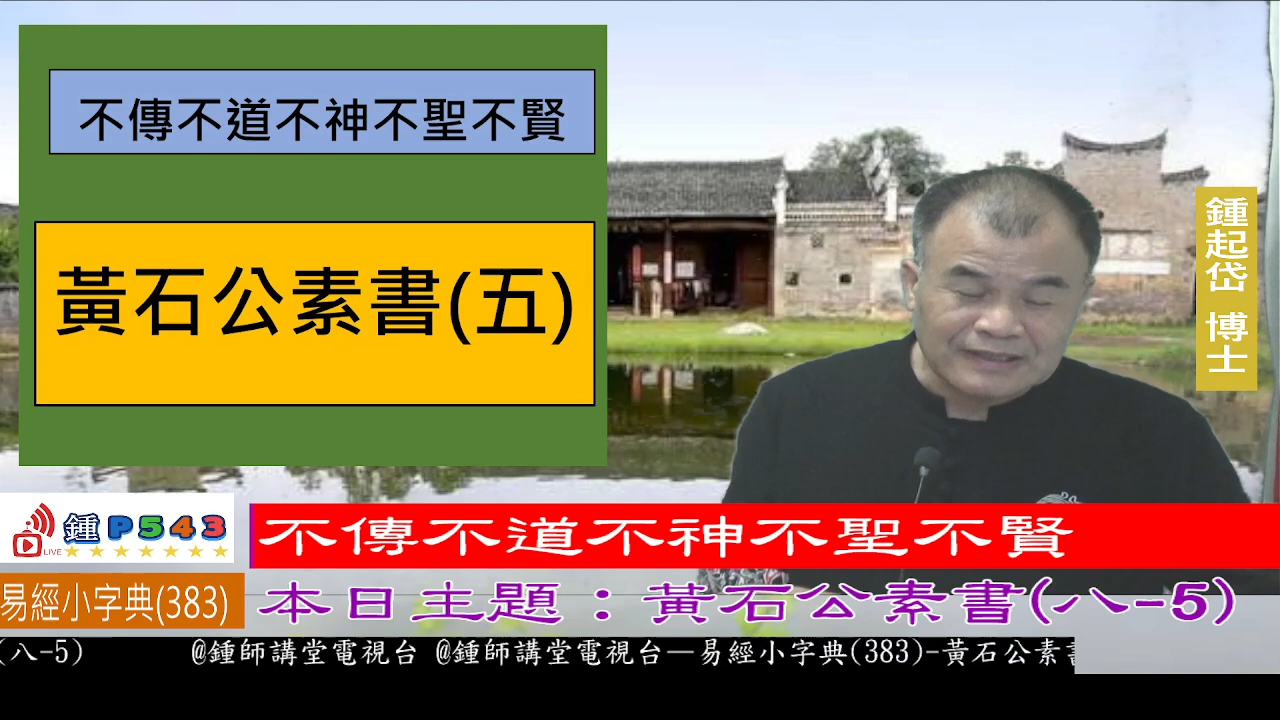 不傳不道不神不聖不賢
黃石公素書(五)
鍾起岱 博士
鍾P543
LIVE
不傳不道不神不聖不賢
易經小字典(383)
本日主題：黃石公素書(八-5)
(八-5) @鍾師講堂電視台 @鍾師講堂電視台—易經小字典(383)-黃石公素書